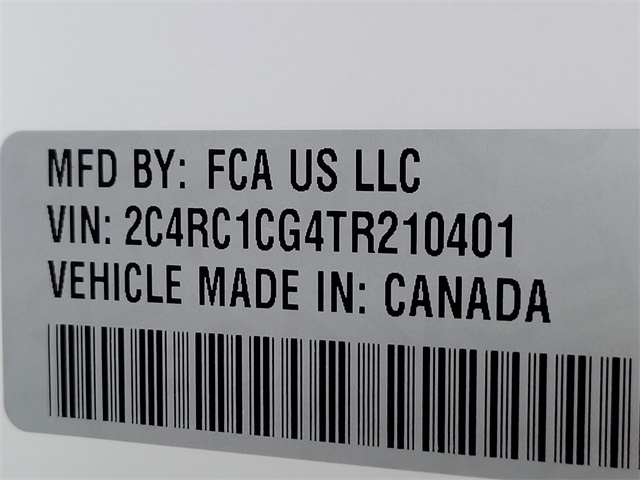 MFD BY: FCA US LLC
VIN: 2C4RC1CG4TR210401
VEHICLE MADE IN: CANADA